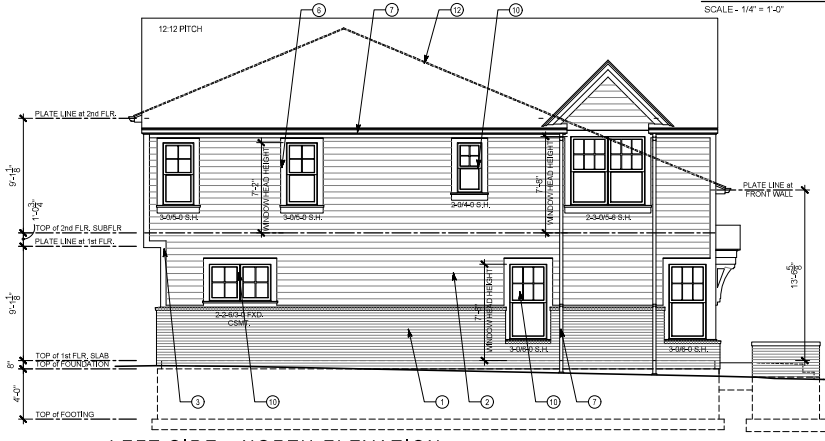 SCALE - 1/4" = 1'-0"
6
7
12
10
12:12 PITCH
PLATE LINE at 2nd FLR.
9'-1 1/8"
7'-2"
WINDOW HEAD HEIGHT
7'-8"
WINDOW HEAD HEIGHT
3-0/5-0 S.H.
3-0/5-0 S.H.
2-0/4-0 S.H.
2-3-0/5-6 S.H.
PLATE LINE at
FRONT WALL
1'-0 3/4"
TOP of 2nd FLR. SUBFLR
PLATE LINE at 1st FLR.
9'-1 1/8"
WINDOW HEAD HEIGHT
13'-6 5/8"
2-2-6/3-0 FXD.
CSMT.
3-0/6-0 S.H.
3-0/6-0 S.H.
TOP of 1st FLR. SLAB
8"
TOP of FOUNDATION
4'-0"
TOP of FOOTING
3
10
1
2
10
7
LEFT SIDE - NORTH ELEVATION